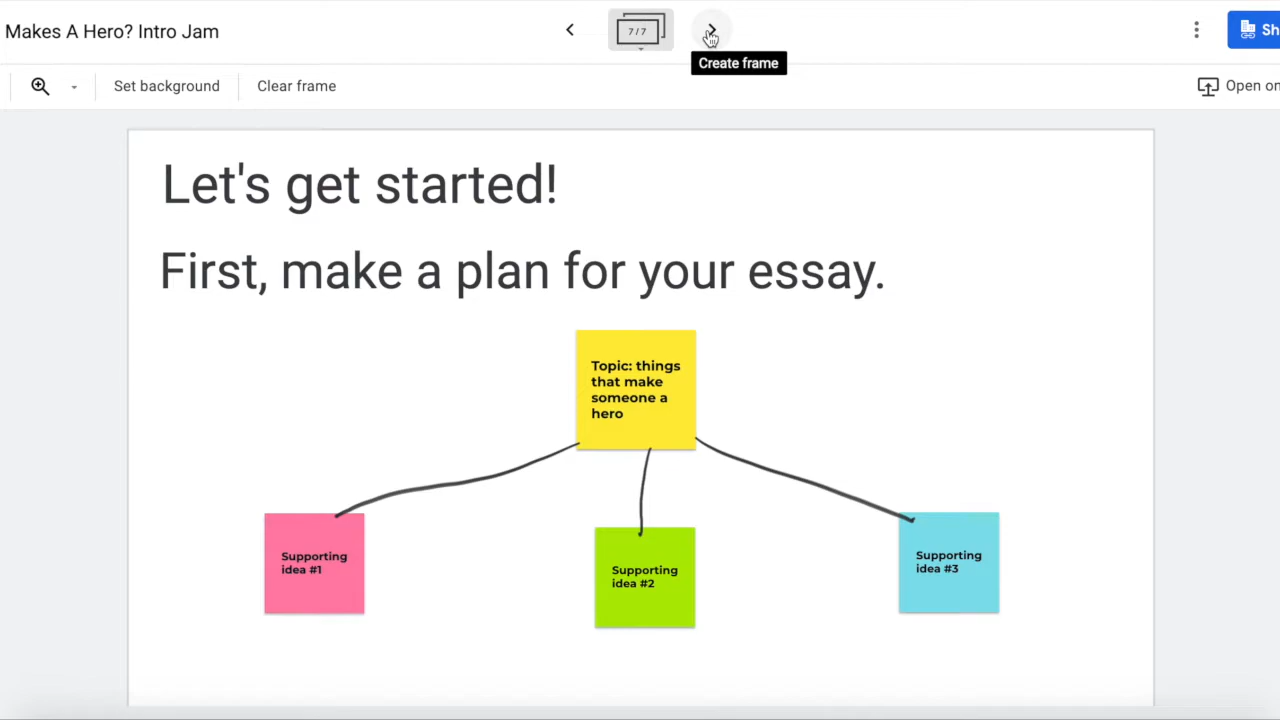 Makes A Hero? Intro Jam
7/7
Sh
Create frame
Set background
Clear frame
Open on
Let's get started!
First, make a plan for your essay.
Topic: things
that make
someone a
hero
Supporting
idea #1
Supporting
idea #2
Supporting
idea #3